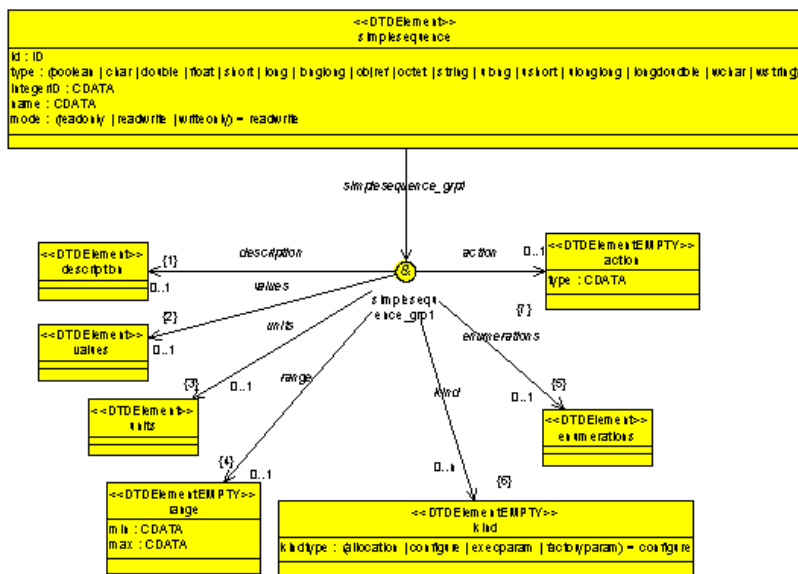 <<DTDElement>>
simplesequence
id : ID
type : (boolean | char | double | float | short | long | longlong | objref | octet | string | ulong | ushort | ulonglong | longdouble | wchar | wstring)
integerID : CDATA
name : CDATA
mode : (readonly | readwrite | writeonly) = readwrite
simplesequence_grp1
<<DTDElement>>
description
{1}
0..1
description
&
action
0..1
<<DTDElementEMPTY>>
action
type : CDATA
{7}
simplesequ
ence_grp1
values
{2}
0..1
<<DTDElement>>
values
units
{3}
0..1
<<DTDElement>>
units
range
{4}
0..1
<<DTDElementEMPTY>>
range
min : CDATA
max : CDATA
kind
0..n
{6}
<<DTDElementEMPTY>>
kind
kindtype : (allocation | configure | execparam | factoryparam) = configure
enumerations
{5}
0..1
<<DTDElement>>
enumerations